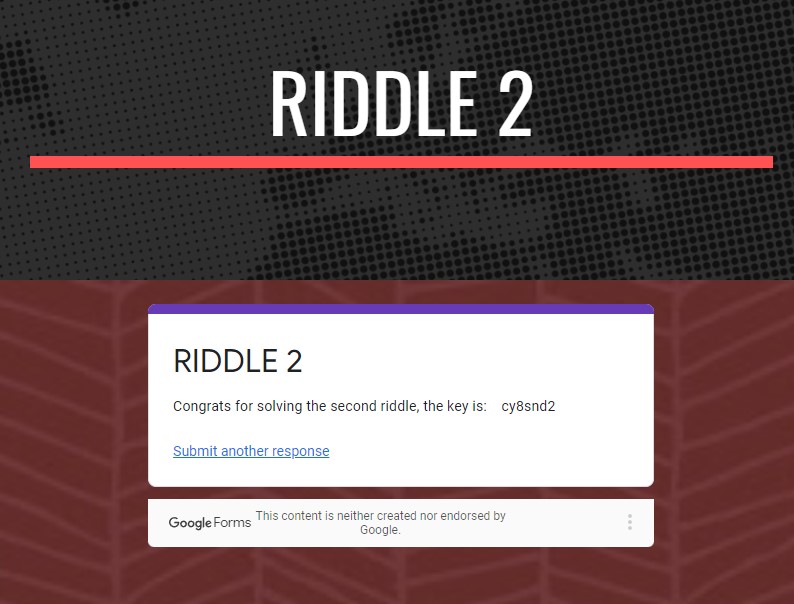 RIDDLE 2
RIDDLE 2
Congrats for solving the second riddle, the key is: cy8snd2
Submit another response
Google Forms This content is neither created nor endorsed by
Google.